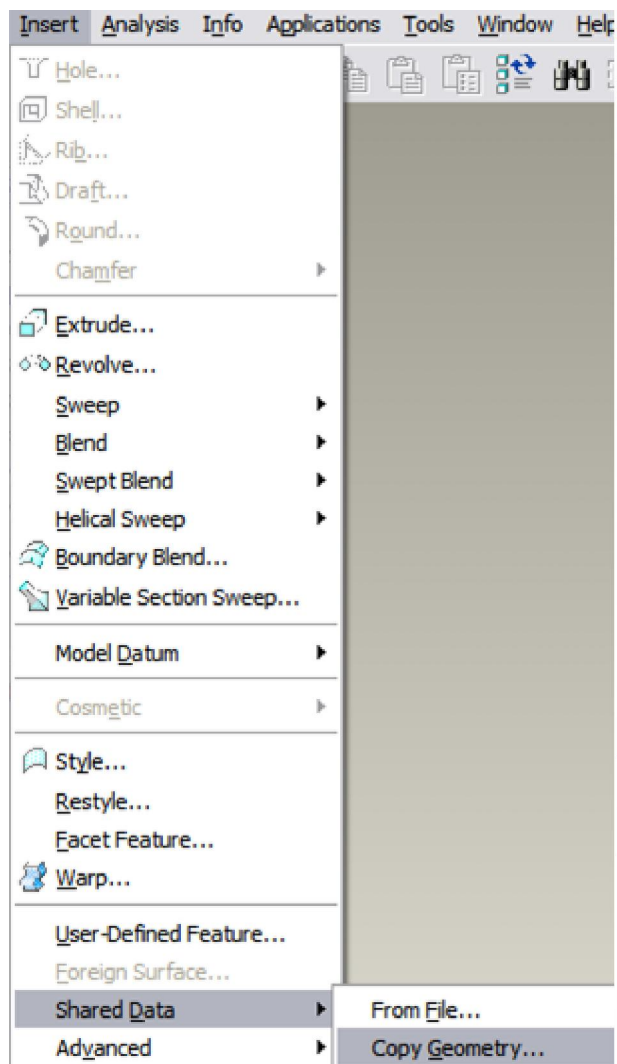 Insert Analysis Info Applications Tools Window Help
Hole...
Shell...
Rib...
Draft...
Round...
Chamfer
Extrude...
Revolve...
Sweep
Blend
Swept Blend
Helical Sweep
Boundary Blend...
Variable Section Sweep...
Model Datum
Cosmetic
Style...
Restyle...
Facet Feature...
Warp...
User-Defined Feature...
Foreign Surface...
Shared Data
From File...
Advanced
Copy Geometry...